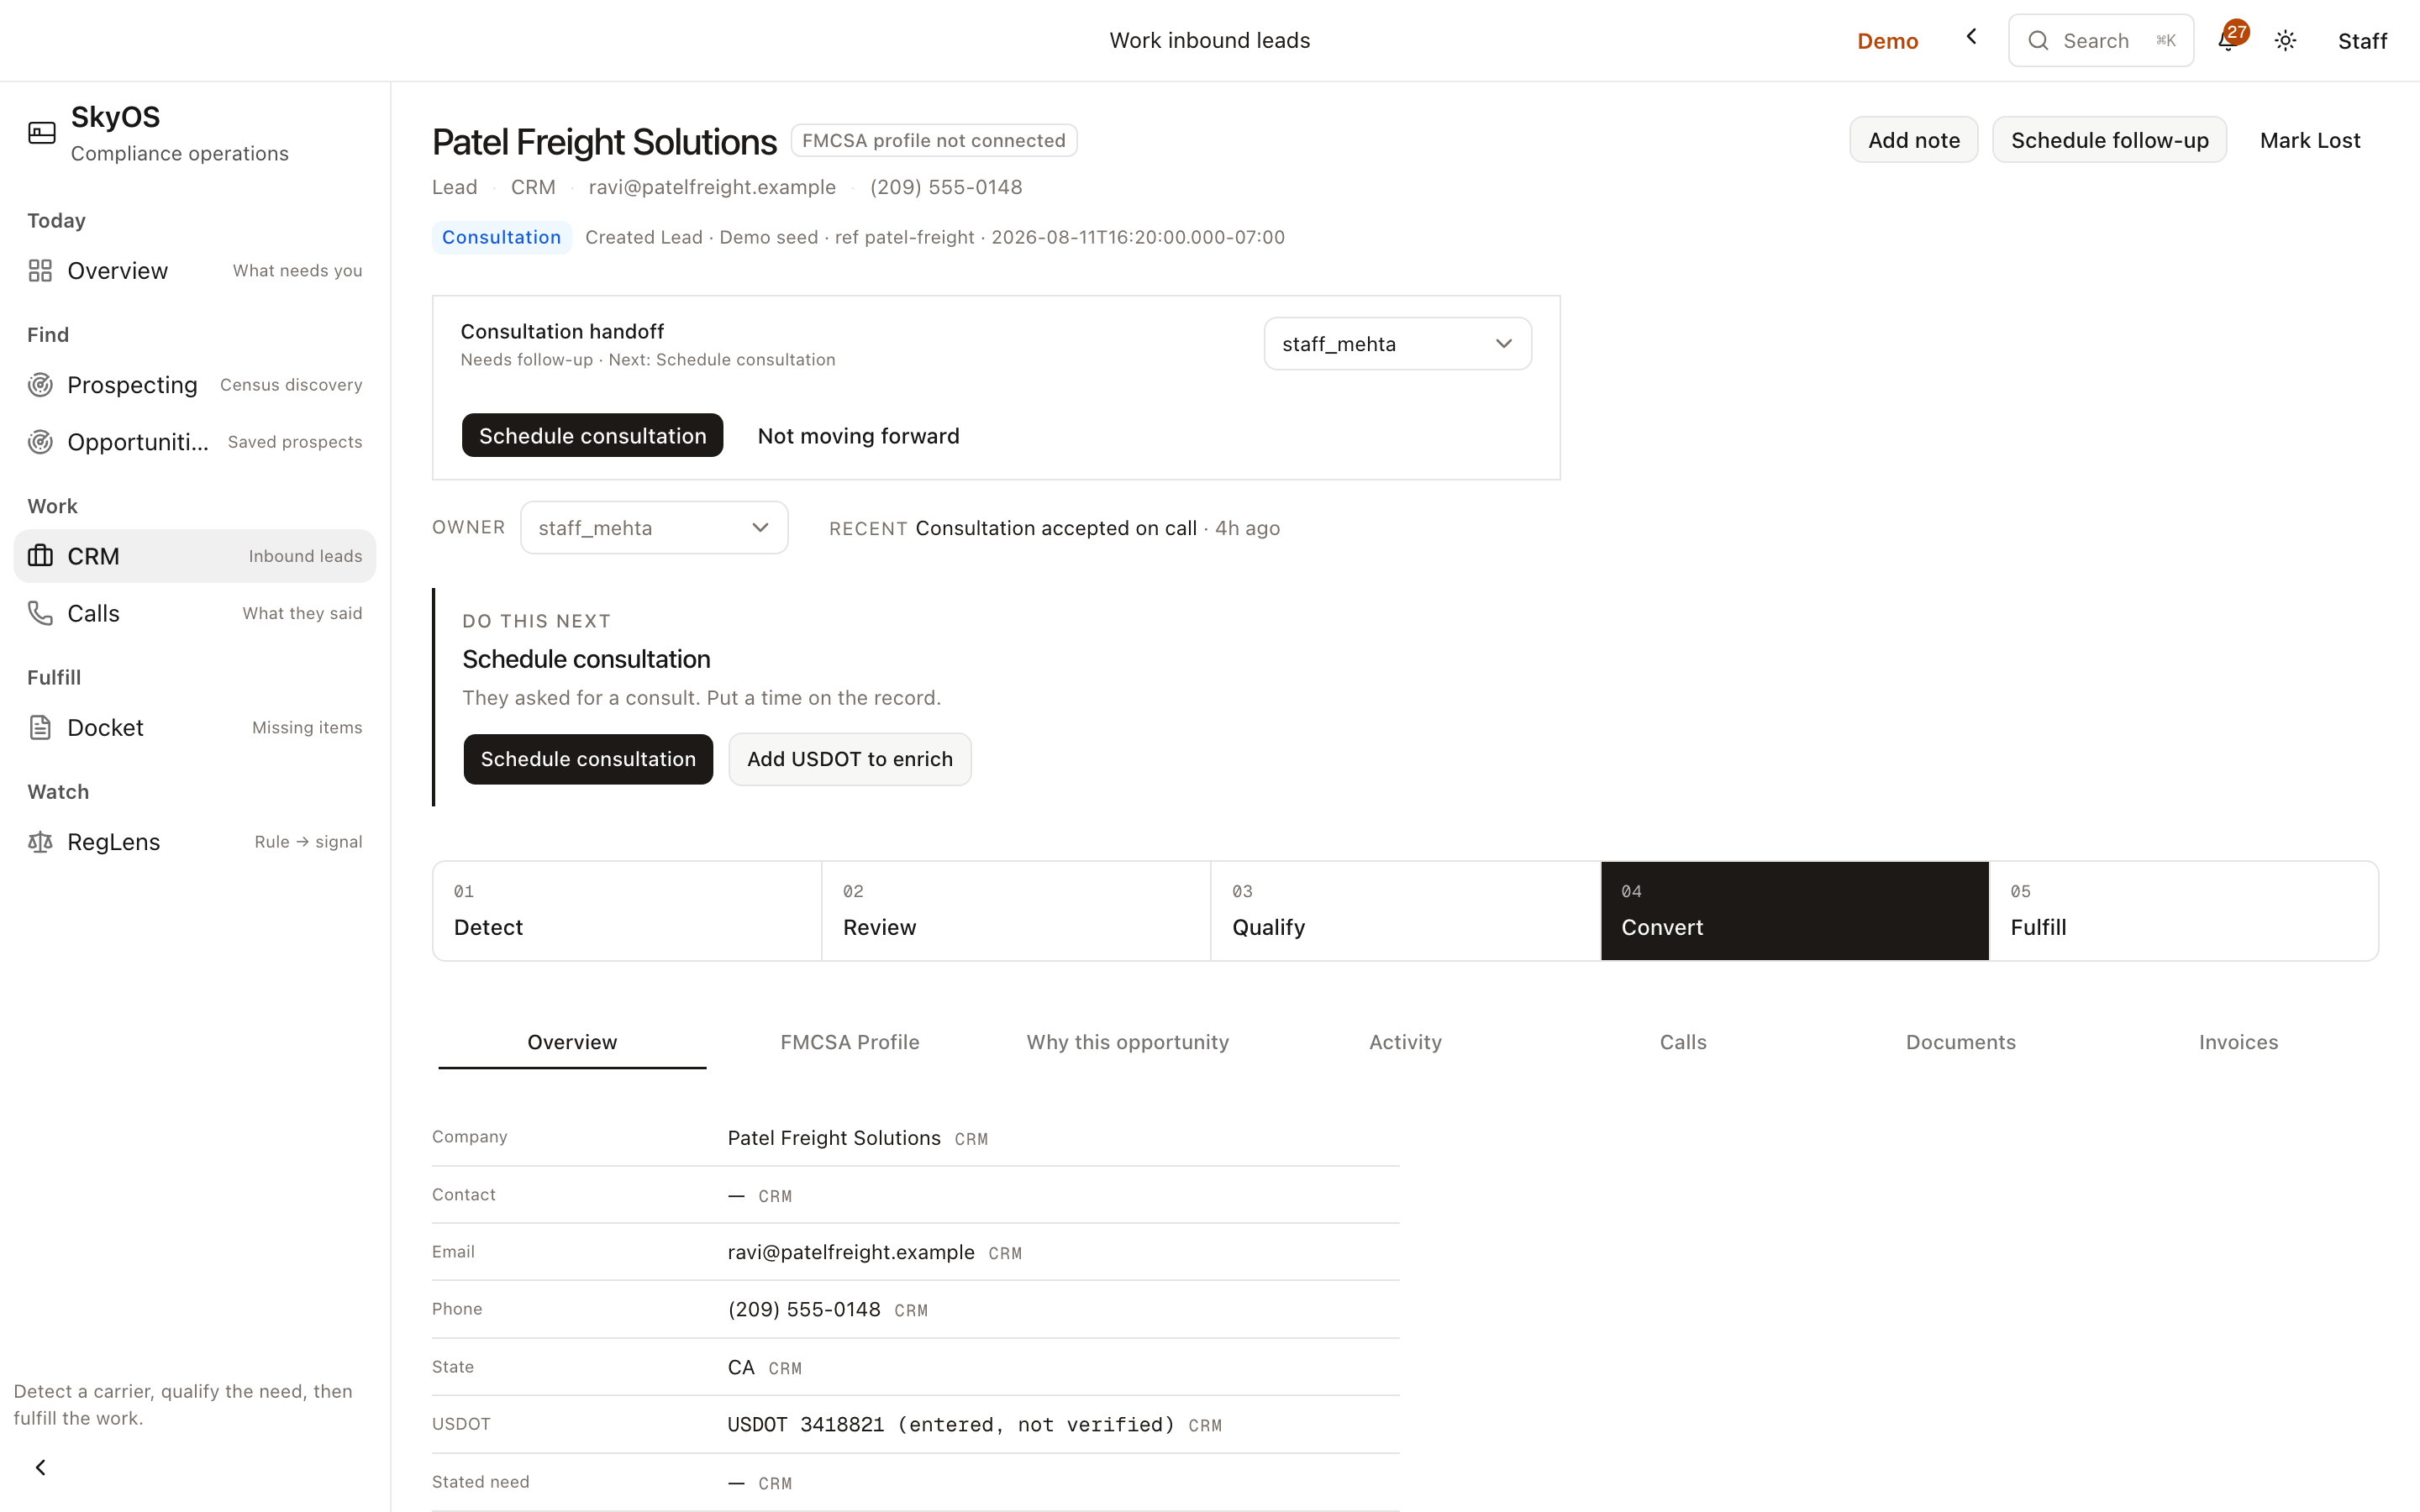 Work inbound leads
Demo
Search ⌘K
27
Staff
SkyOS
Compliance operations
Today
Overview What needs you
Find
Prospecting Census discovery
Opportuniti... Saved prospects
Work
CRM Inbound leads
Calls What they said
Fulfill
Docket Missing items
Watch
RegLens Rule → signal
Detect a carrier, qualify the need, then
fulfill the work.
Patel Freight Solutions FMCSA profile not connected
Add note Schedule follow-up Mark Lost
Lead · CRM · ravi@patelfreight.example · (209) 555-0148
Consultation Created Lead · Demo seed · ref patel-freight · 2026-08-11T16:20:00.000-07:00
Consultation handoff
Needs follow-up · Next: Schedule consultation
staff_mehta
Schedule consultation Not moving forward
OWNER staff_mehta RECENT Consultation accepted on call · 4h ago
DO THIS NEXT
Schedule consultation
They asked for a consult. Put a time on the record.
Schedule consultation Add USDOT to enrich
01 02 03 04 05
Detect Review Qualify Convert Fulfill
Overview FMCSA Profile Why this opportunity Activity Calls Documents Invoices
Company Patel Freight Solutions CRM
Contact — CRM
Email ravi@patelfreight.example CRM
Phone (209) 555-0148 CRM
State CA CRM
USDOT USDOT 3418821 (entered, not verified) CRM
Stated need — CRM